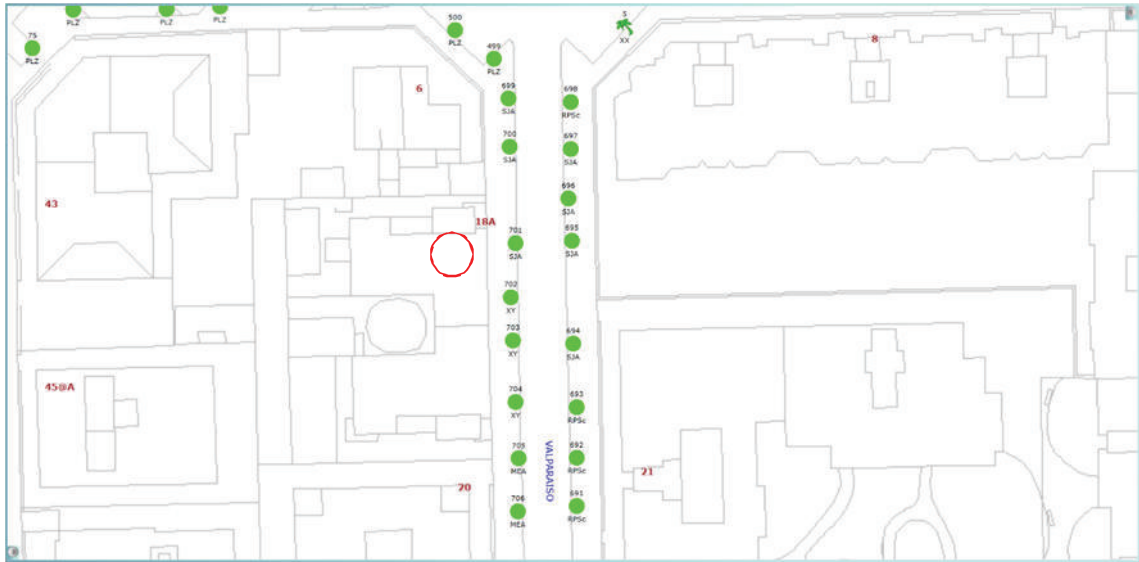 PLZ
PLZ
PLZ
75
PLZ
500
PLZ
499
PLZ
5
XX
8
6
699
SJA
698
RPSc
700
SJA
697
SJA
43
696
SJA
18A
701
SJA
695
SJA
702
XY
703
XY
694
SJA
45@A
704
XY
693
RPSc
VALPARAISO
705
MEA
692
RPSc
21
20
706
MEA
691
RPSc